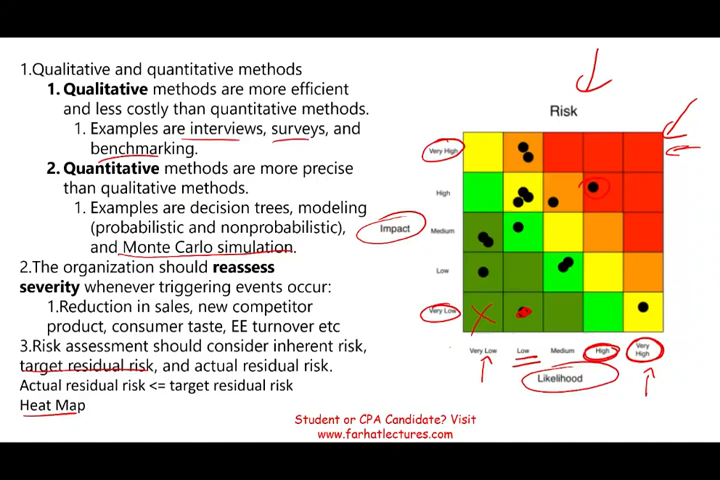 1.Qualitative and quantitative methods
1. Qualitative methods are more efficient
and less costly than quantitative methods.
1. Examples are interviews, surveys, and
benchmarking.
2. Quantitative methods are more precise
than qualitative methods.
1. Examples are decision trees, modeling
(probabilistic and nonprobabilistic),
and Monte Carlo simulation.
2.The organization should reassess
severity whenever triggering events occur:
1.Reduction in sales, new competitor
product, consumer taste, EE turnover etc
3.Risk assessment should consider inherent risk,
target residual risk, and actual residual risk.
Actual residual risk <= target residual risk
Heat Map
Risk
Very High
High
Impact
Medium
Low
Very Low
Very Low
Low
Medium
High
Very
High
Likelihood
Student or CPA Candidate? Visit
www.farhatlectures.com